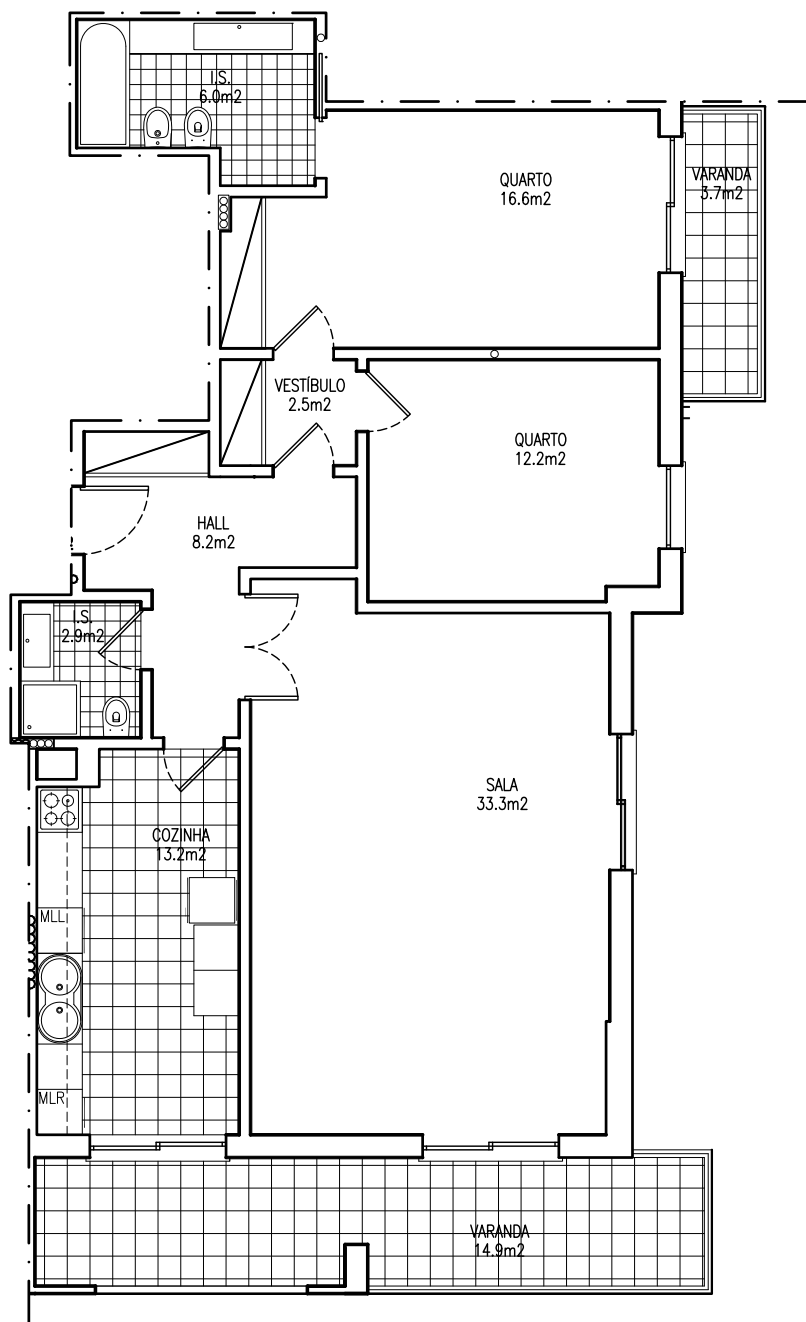 I.S.
6.0m2
QUARTO
16.6m2
VARANDA
3.7m2
VESTÍBULO
2.5m2
QUARTO
12.2m2
HALL
8.2m2
I.S.
2.9m2
SALA
33.3m2
COZINHA
13.2m2
MLL
MLR
VARANDA
14.9m2